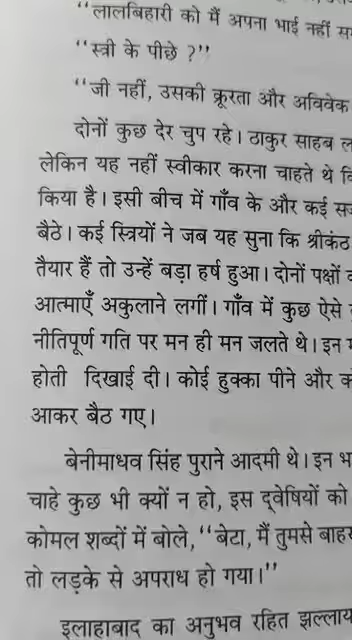 ‘‘लालबिहारी को मैं अपना भाई नहीं
‘‘स्त्री के पीछे ?’’
‘‘जी नहीं, उसकी क्रूरता और अविवेक
दोनों कुछ देर चुप रहे। ठाकुर साहब
लेकिन यह नहीं स्वीकार करना चाहते थे
किया है। इसी बीच में गाँव के और कई
बैठे। कई स्त्रियों ने जब यह सुना कि श्रीकंठ
तैयार हैं तो उन्हें बड़ा हर्ष हुआ। दोनों पक्षों
आत्माएँ अकुलाने लगीं। गाँव में कुछ ऐसे
नीतिपूर्ण गति पर मन ही मन जलते थे। इन
होती दिखाई दी। कोई हुक्का पीने और
आकर बैठ गए।
बेनीमाधव सिंह पुराने आदमी थे। इन
चाहे कुछ भी क्यों न हो, इस द्वेषियों को
कोमल शब्दों में बोले, ‘‘बेटा, मैं तुमसे बाहर
तो लड़के से अपराध हो गया।’’
इलाहाबाद का अनुभव रहित